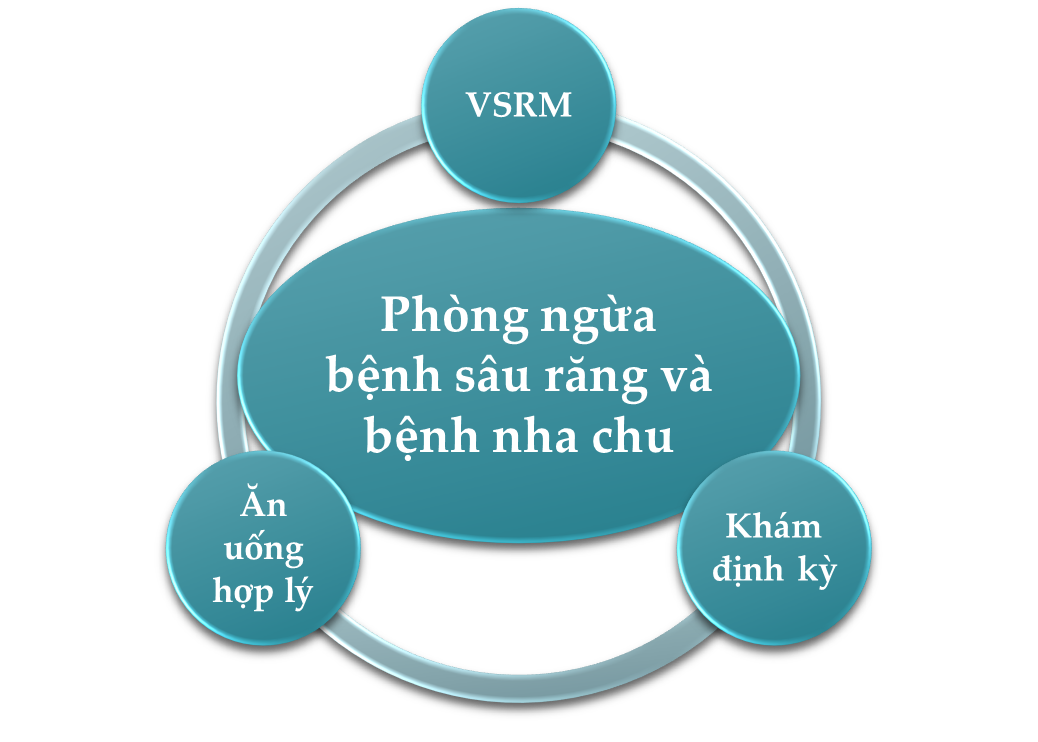 VSRM
Phòng ngừa
bệnh sâu răng và
bệnh nha chu
Ăn
uống
hợp lý
Khám
định kỳ